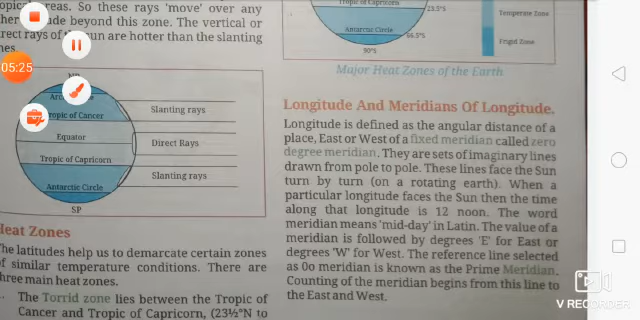 reas. So these rays 'move' over any
beyond this zone. The vertical or
rect rays of sun are hotter than the slanting
05:25
Tropic of Cancer
Equator
Tropic of Capricorn
Antarctic Circle
SP
Slanting rays
Direct Rays
Slanting rays
Heat Zones
The latitudes help us to demarcate certain zones
of similar temperature conditions. There are
three main heat zones.
The Torrid zone lies between the Tropic of
Cancer and Tropic of Capricorn, (23½°N to
Tropic of Capricorn
23.5°S
Antarctic Circle
66.5°S
90°S
Temperate Zone
Frigid Zone
Major Heat Zones of the Earth
Longitude And Meridians Of Longitude.
Longitude is defined as the angular distance of a
place, East or West of a fixed meridian called zero
degree meridian. They are sets of imaginary lines
drawn from pole to pole. These lines face the Sun
turn by turn (on a rotating earth). When a
particular longitude faces the Sun then the time
along that longitude is 12 noon. The word
meridian means 'mid-day' in Latin. The value of a
meridian is followed by degrees 'E' for East or
degrees 'W' for West. The reference line selected
as 0o meridian is known as the Prime Meridian.
Counting of the meridian begins from this line to
the East and West.
V RECORDER